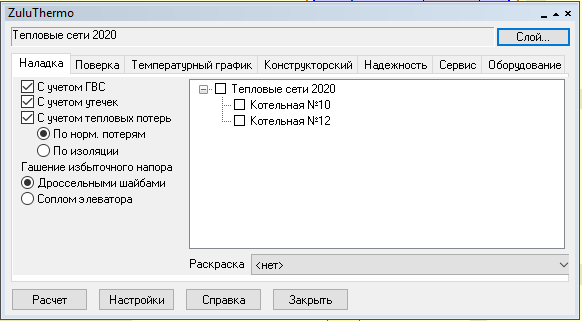 ZuluThermo
Тепловые сети 2020
Слой...
Наладка Поверка Температурный график Конструкторский Надежность Сервис Оборудование
С учетом ГВС
С учетом утечек
С учетом тепловых потерь
По норм. потерям
По изоляции
Гашение избыточного напора
Дроссельными шайбами
Соплом элеватора
Тепловые сети 2020
Котельная №10
Котельная №12
Раскраска <нет>
Расчет Настройки Справка Закрыть